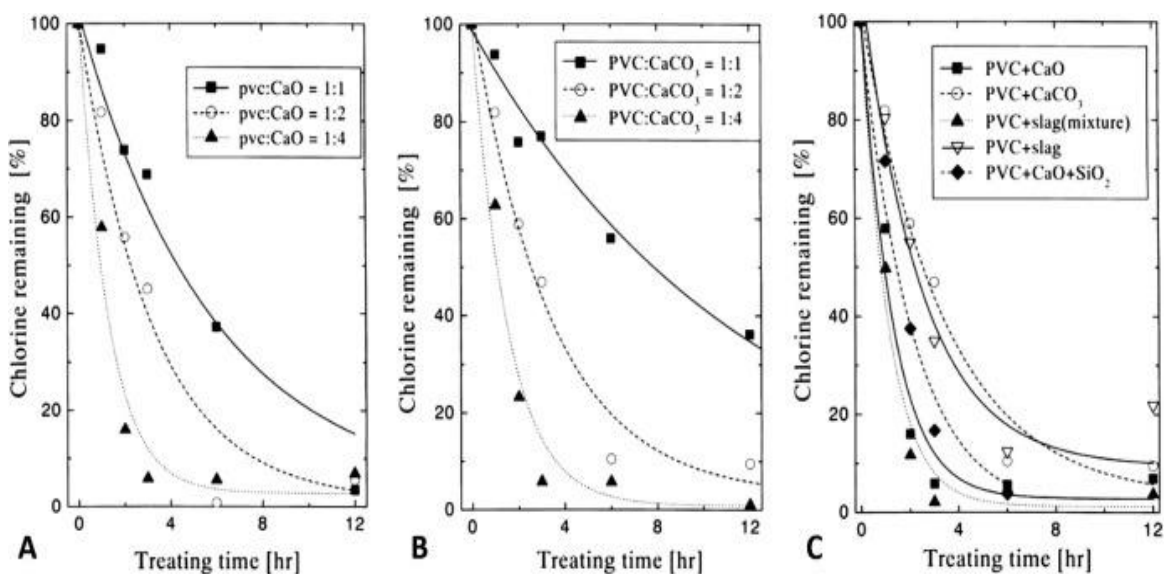 Chlorine remaining [%]
100
80
60
40
20
0
0 4 8 12
Treating time [hr]
A
pvc:CaO = 1:1
pvc:CaO = 1:2
pvc:CaO = 1:4
Chlorine remaining [%]
100
80
60
40
20
0
0 4 8 12
Treating time [hr]
B
PVC:CaCO₃ = 1:1
PVC:CaCO₃ = 1:2
PVC:CaCO₃ = 1:4
Chlorine remaining [%]
100
80
60
40
20
0
0 4 8 12
Treating time [hr]
C
PVC+CaO
PVC+CaCO₃
PVC+slag(mixture)
PVC+slag
PVC+CaO+SiO₂